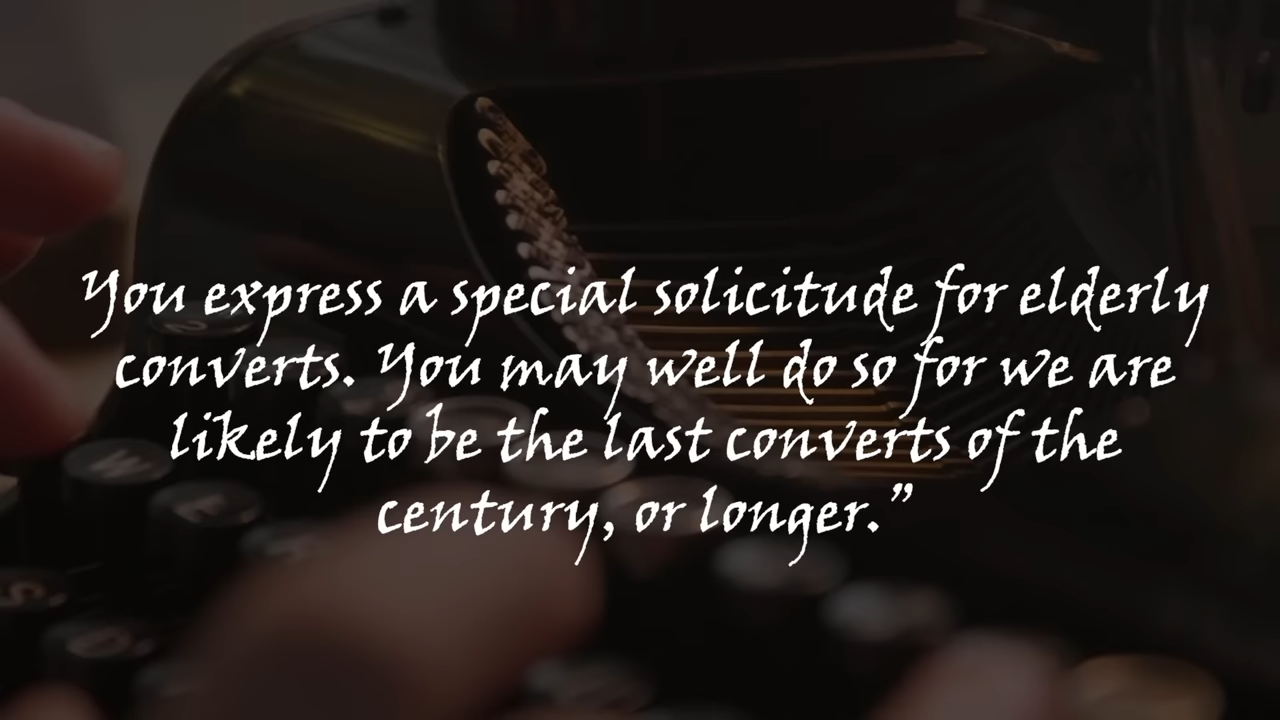 You express a special solicitude for elderly
converts. You may well do so for we are
likely to be the last converts of the
century, or longer.”